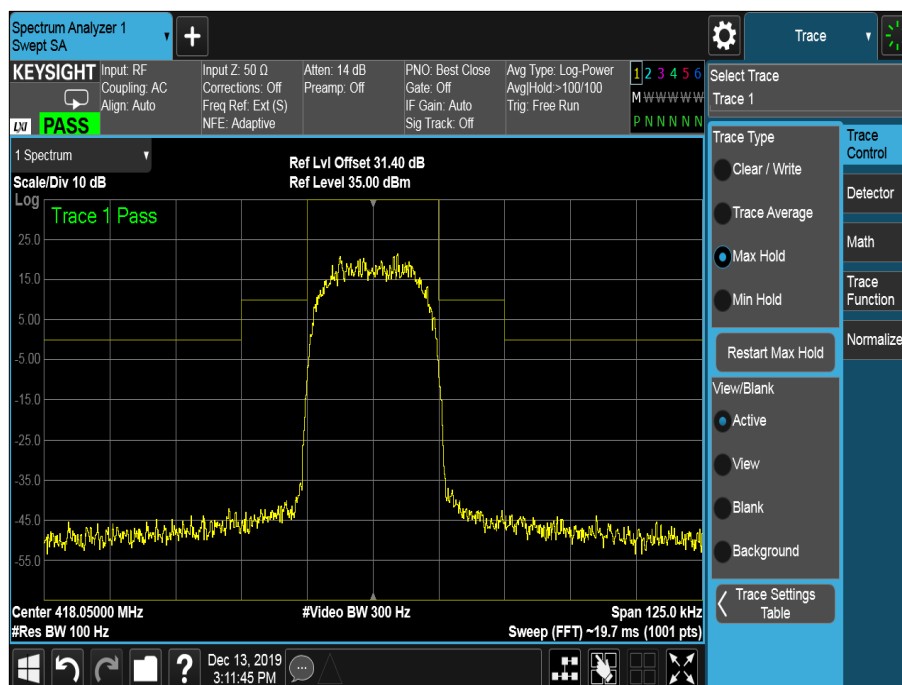 Spectrum Analyzer 1
Swept SA
Trace
KEYSIGHT
Input: RF
Coupling: AC
Align: Auto
Input Z: 50 Ω
Corrections: Off
Freq Ref: Ext (S)
NFE: Adaptive
Atten: 14 dB
Preamp: Off
PNO: Best Close
Gate: Off
IF Gain: Auto
Sig Track: Off
Avg Type: Log-Power
Avg|Hold:>100/100
Trig: Free Run
1 2 3 4 5 6
M W W W W W
P N N N N N
LXI
PASS
Select Trace
Trace 1
1 Spectrum
Scale/Div 10 dB
Ref Lvl Offset 31.40 dB
Ref Level 35.00 dBm
Log
Trace 1 Pass
25.0
15.0
5.00
-5.00
-15.0
-25.0
-35.0
-45.0
-55.0
Center 418.05000 MHz
#Res BW 100 Hz
#Video BW 300 Hz
Span 125.0 kHz
Sweep (FFT) ~19.7 ms (1001 pts)
Trace Type
Clear / Write
Trace Average
Max Hold
Min Hold
Restart Max Hold
View/Blank
Active
View
Blank
Background
Trace Settings
Table
Trace
Control
Detector
Math
Trace
Function
Normalize
?
Dec 13, 2019
3:11:45 PM